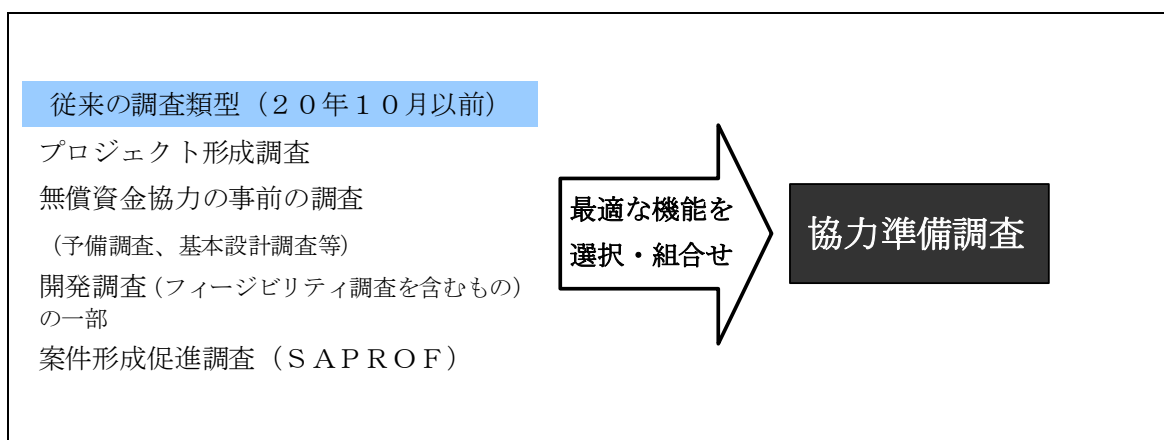 従来の調査類型（２０年１０月以前）
プロジェクト形成調査
無償資金協力の事前の調査
（予備調査、基本設計調査等）
開発調査（フィージビリティ調査を含むもの）
の一部
案件形成促進調査（ＳＡＰＲＯＦ）
最適な機能を
選択・組合せ
協力準備調査